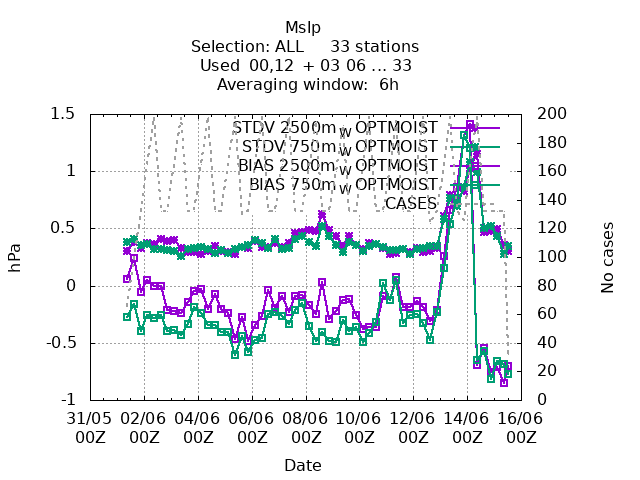 Mslp
Selection: ALL 33 stations
Used 00,12 + 03 06 ... 33
Averaging window: 6h
1.5
1
0.5
0
-0.5
-1
hPa
200
180
160
140
120
100
80
60
40
20
0
No cases
STDV 2500m_W OPTMOIST
STDV 750m_W OPTMOIST
BIAS 2500m_W OPTMOIST
BIAS 750m_W OPTMOIST
CASES
31/05 02/06 04/06 06/06 08/06 10/06 12/06 14/06 16/06
00Z 00Z 00Z 00Z 00Z 00Z 00Z 00Z 00Z
Date